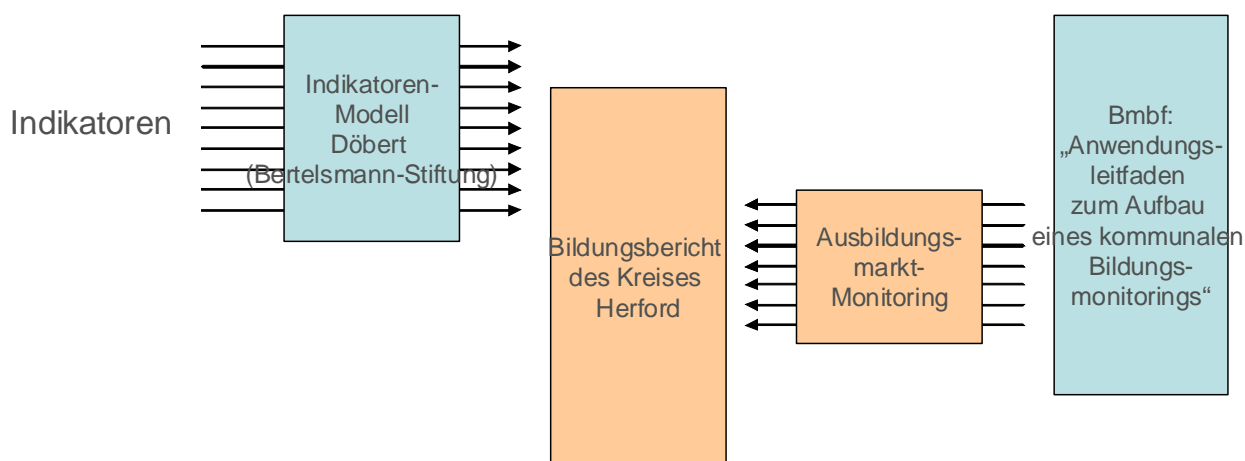 Indikatoren
Indikatoren-
Modell
Döbert
(Bertelsmann-Stiftung)
Bildungsbericht
des Kreises
Herford
Ausbildungs-
markt-
Monitoring
Bmbf:
„Anwendungs-
leitfaden
zum Aufbau
eines kommunalen
Bildungs-
monitorings“